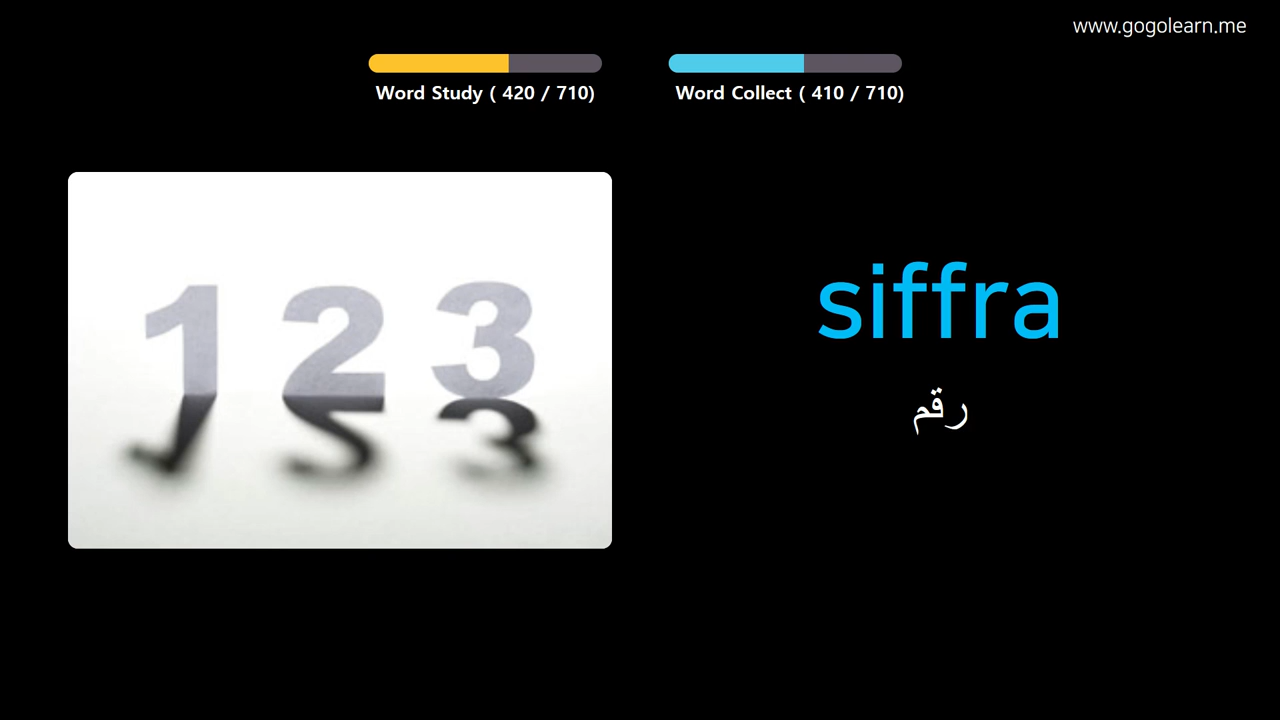 www.gogolearn.me
Word Study ( 420 / 710)
Word Collect ( 410 / 710)
1 2 3
siffra
رقم